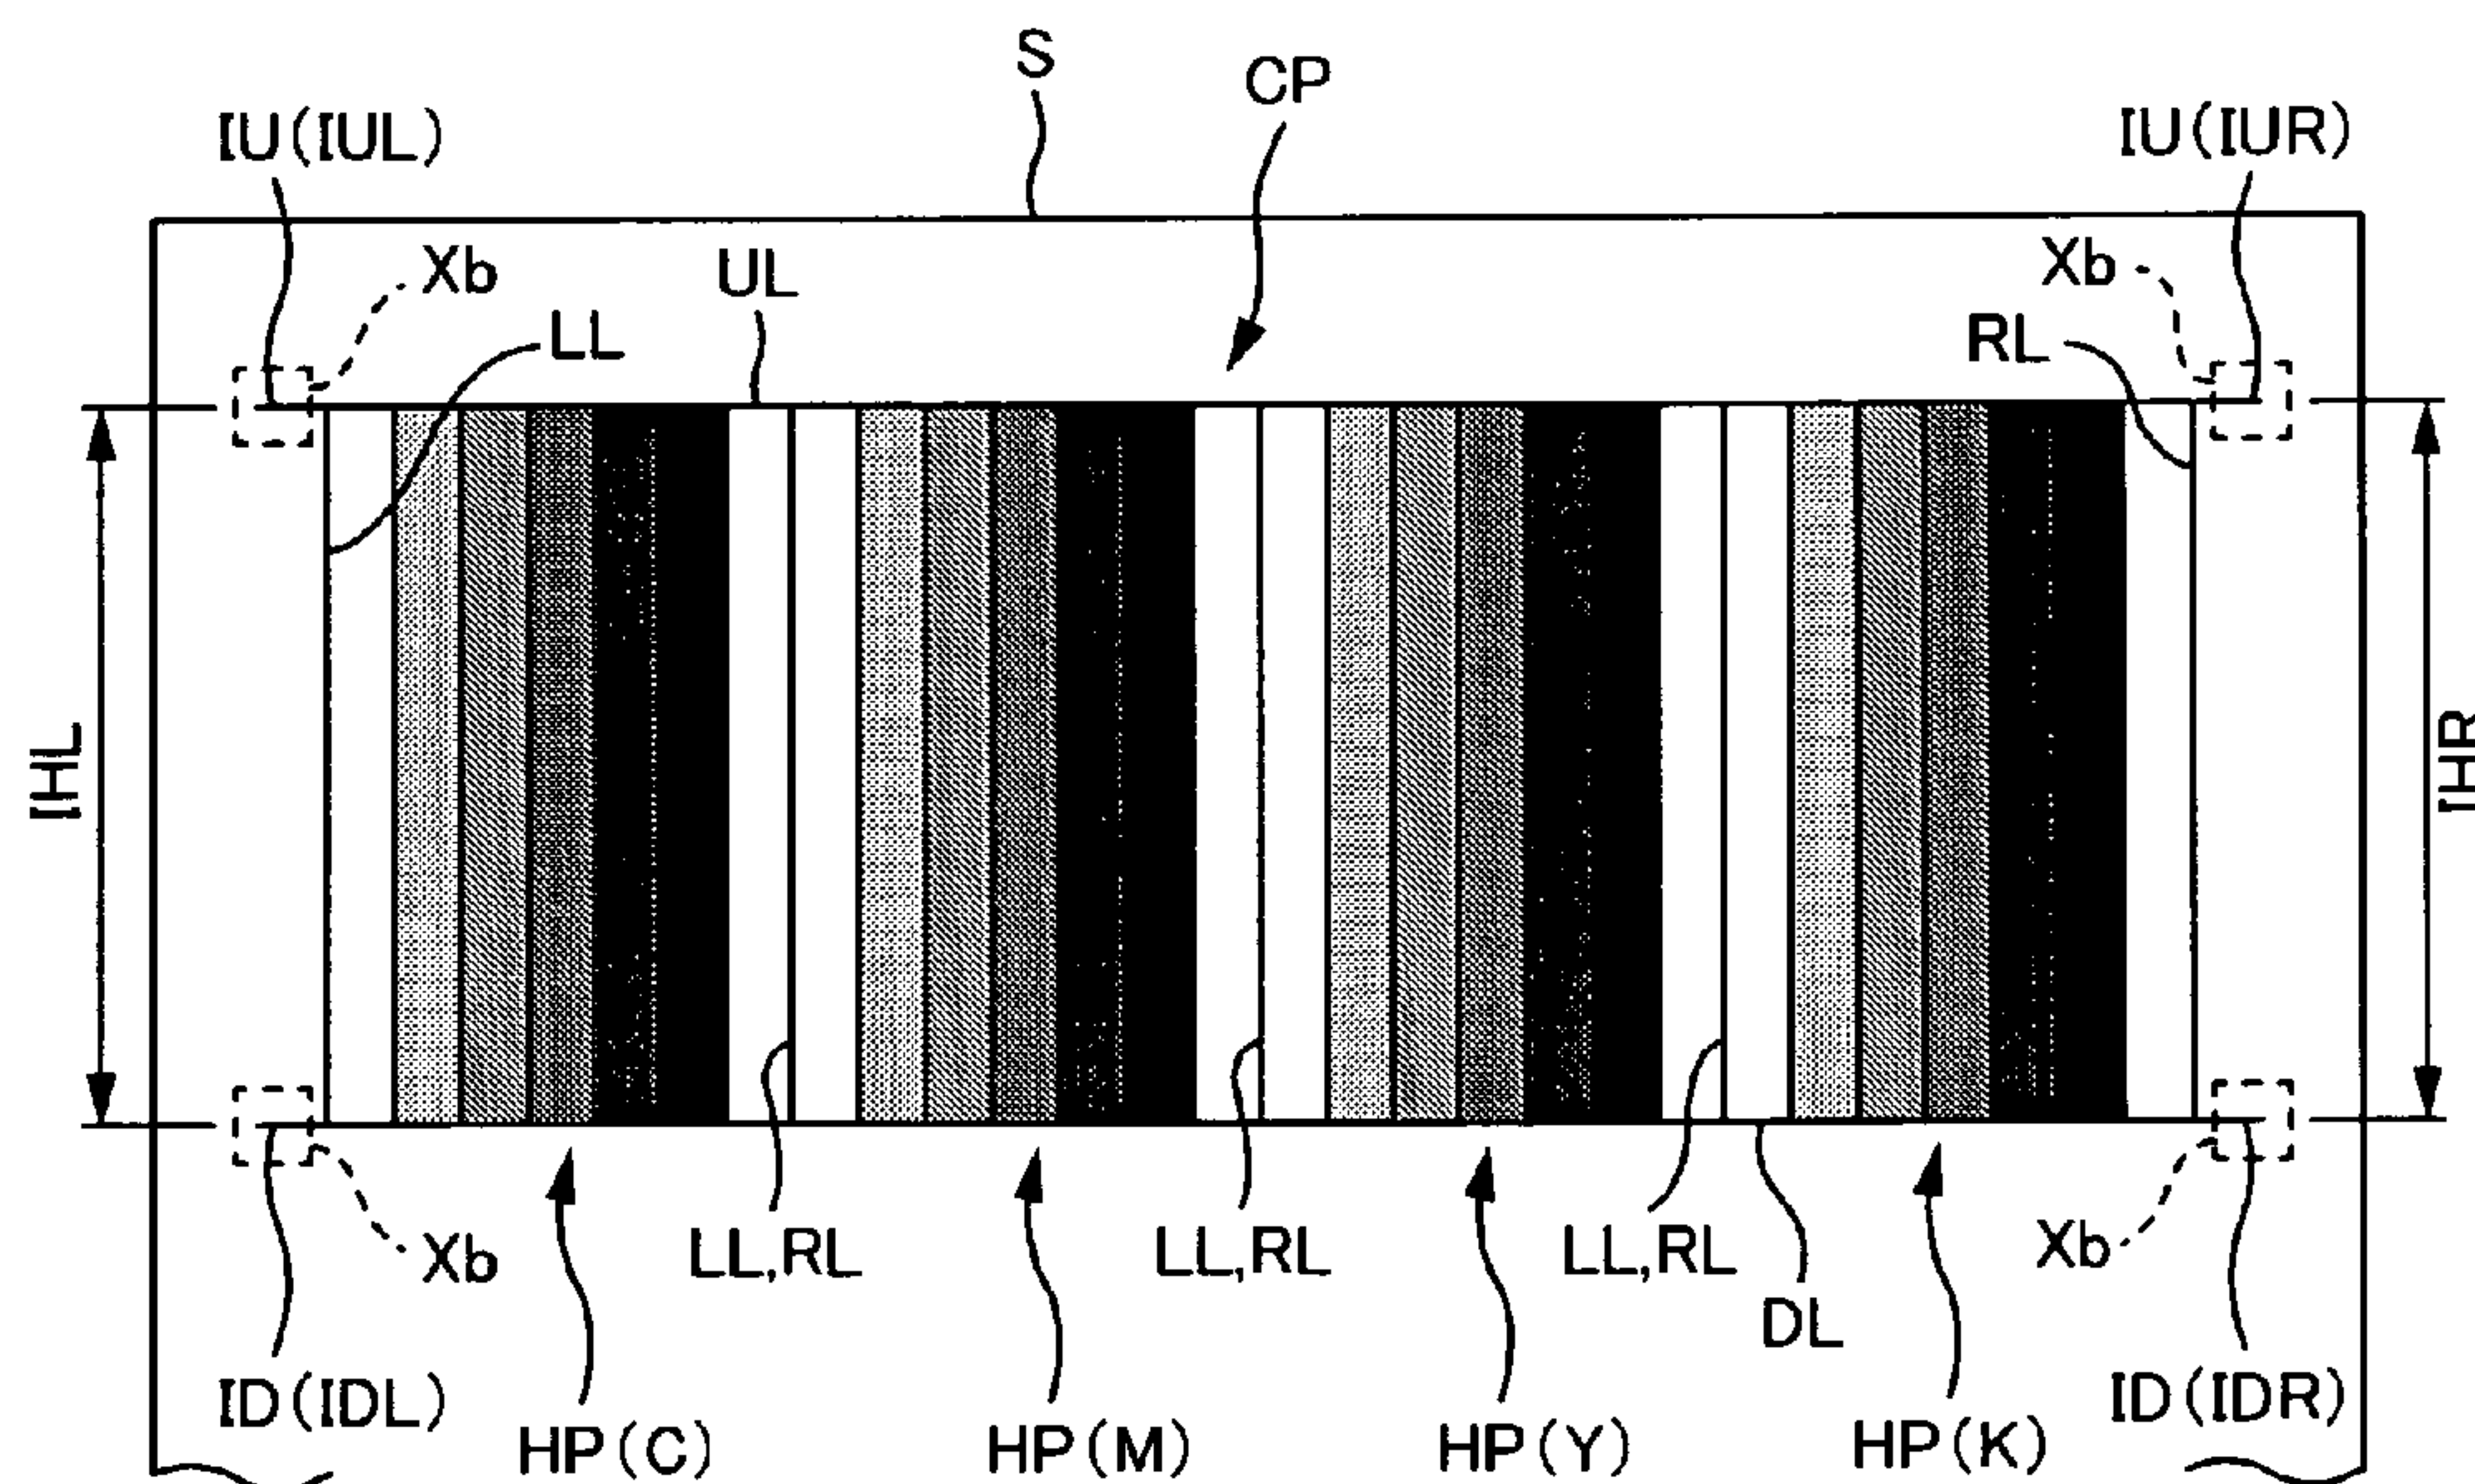 S
CP
IU(IUL)
IU(IUR)
Xb
UL
Xb
LL
RL
IHL
IHR
Xb
LL,RL
LL,RL
LL,RL
Xb
DL
ID(IDL)
ID(IDR)
HP(C)
HP(M)
HP(Y)
HP(K)